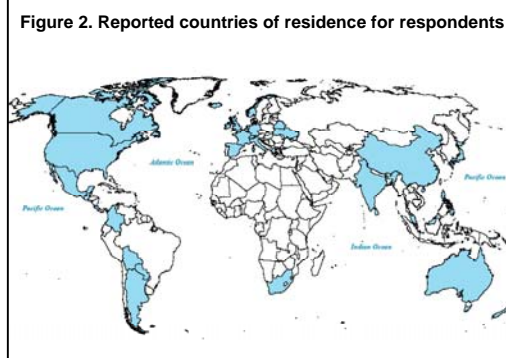 Figure 2. Reported countries of residence for respondents
Atlantic Ocean
Pacific Ocean
Pacific Ocean
Indian Ocean